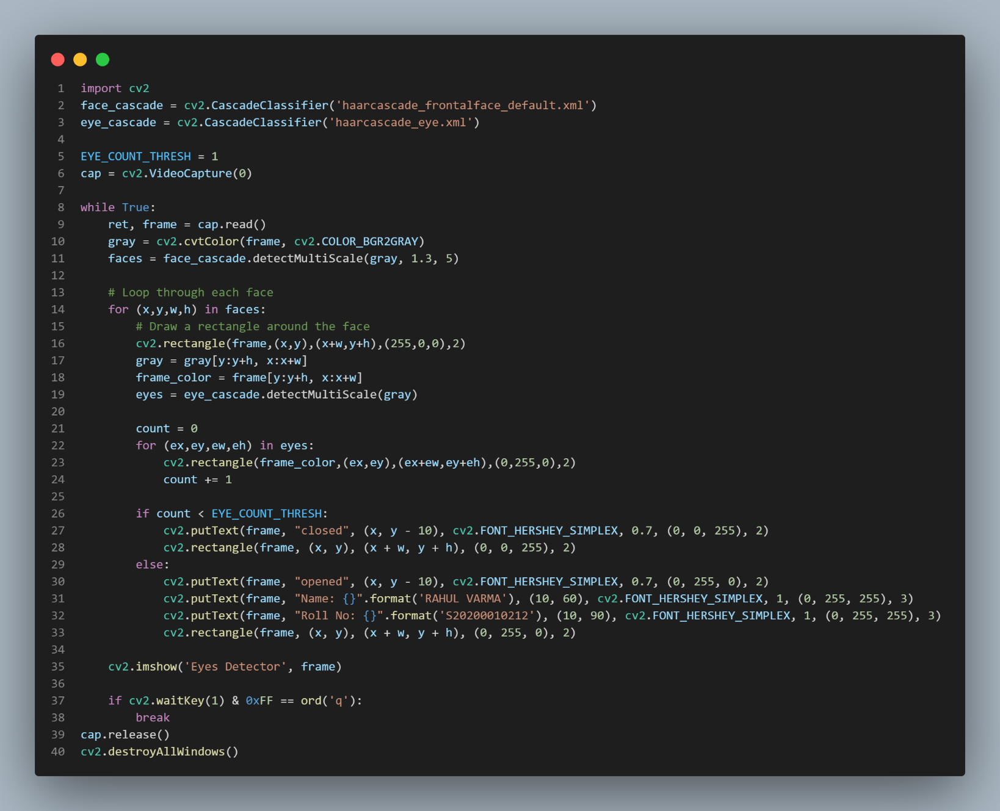 1 import cv2
2 face_cascade = cv2.CascadeClassifier('haarcascade_frontalface_default.xml')
3 eye_cascade = cv2.CascadeClassifier('haarcascade_eye.xml')
4
5 EYE_COUNT_THRESH = 1
6 cap = cv2.VideoCapture(0)
7
8 while True:
9     ret, frame = cap.read()
10     gray = cv2.cvtColor(frame, cv2.COLOR_BGR2GRAY)
11     faces = face_cascade.detectMultiScale(gray, 1.3, 5)
12
13     # Loop through each face
14     for (x,y,w,h) in faces:
15         # Draw a rectangle around the face
16         cv2.rectangle(frame,(x,y),(x+w,y+h),(255,0,0),2)
17         gray = gray[y:y+h, x:x+w]
18         frame_color = frame[y:y+h, x:x+w]
19         eyes = eye_cascade.detectMultiScale(gray)
20
21         count = 0
22         for (ex,ey,ew,eh) in eyes:
23             cv2.rectangle(frame_color,(ex,ey),(ex+ew,ey+eh),(0,255,0),2)
24             count += 1
25
26         if count < EYE_COUNT_THRESH:
27             cv2.putText(frame, "closed", (x, y - 10), cv2.FONT_HERSHEY_SIMPLEX, 0.7, (0, 0, 255), 2)
28             cv2.rectangle(frame, (x, y), (x + w, y + h), (0, 0, 255), 2)
29         else:
30             cv2.putText(frame, "opened", (x, y - 10), cv2.FONT_HERSHEY_SIMPLEX, 0.7, (0, 255, 0), 2)
31             cv2.putText(frame, "Name: {}".format('RAHUL VARMA'), (10, 60), cv2.FONT_HERSHEY_SIMPLEX, 1, (0, 255, 255), 3)
32             cv2.putText(frame, "Roll No: {}".format('S20200010212'), (10, 90), cv2.FONT_HERSHEY_SIMPLEX, 1, (0, 255, 255), 3)
33             cv2.rectangle(frame, (x, y), (x + w, y + h), (0, 255, 0), 2)
34
35     cv2.imshow('Eyes Detector', frame)
36
37     if cv2.waitKey(1) & 0xFF == ord('q'):
38         break
39 cap.release()
40 cv2.destroyAllWindows()